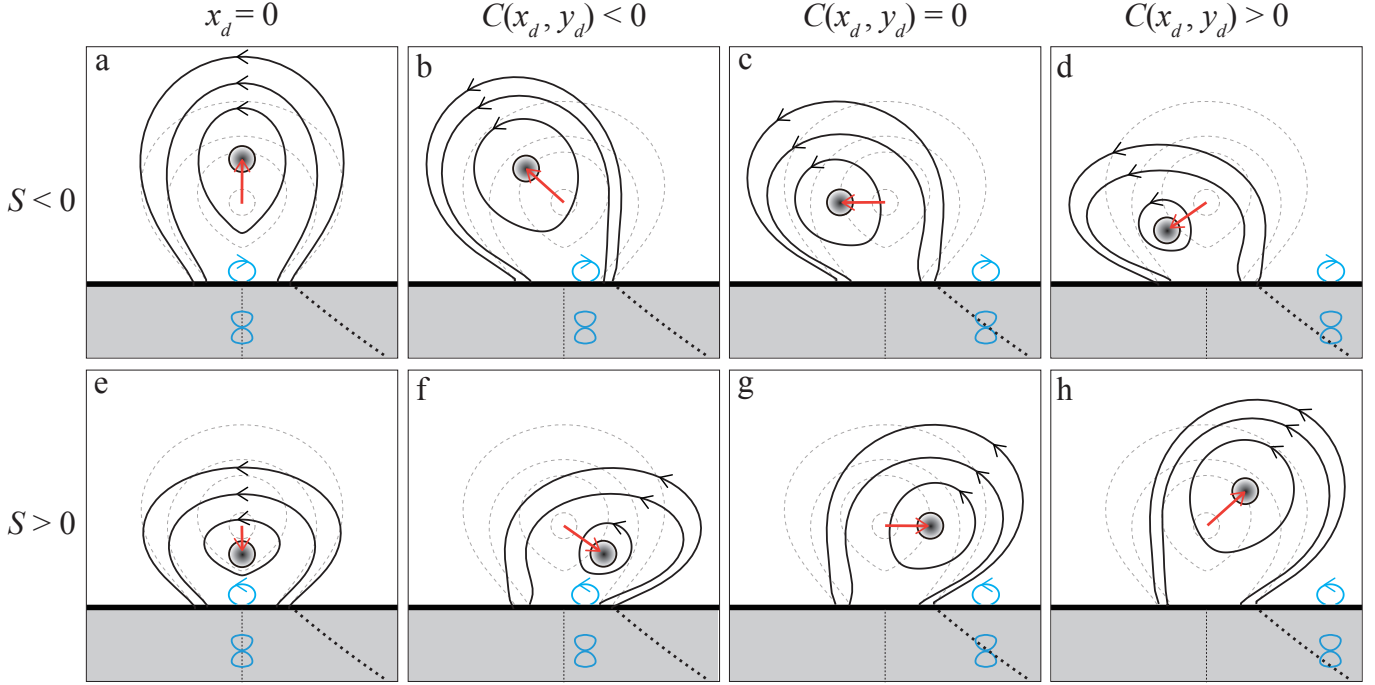 x_d = 0
C(x_d, y_d) < 0
C(x_d, y_d) = 0
C(x_d, y_d) > 0
S < 0
a
b
c
d
S > 0
e
f
g
h